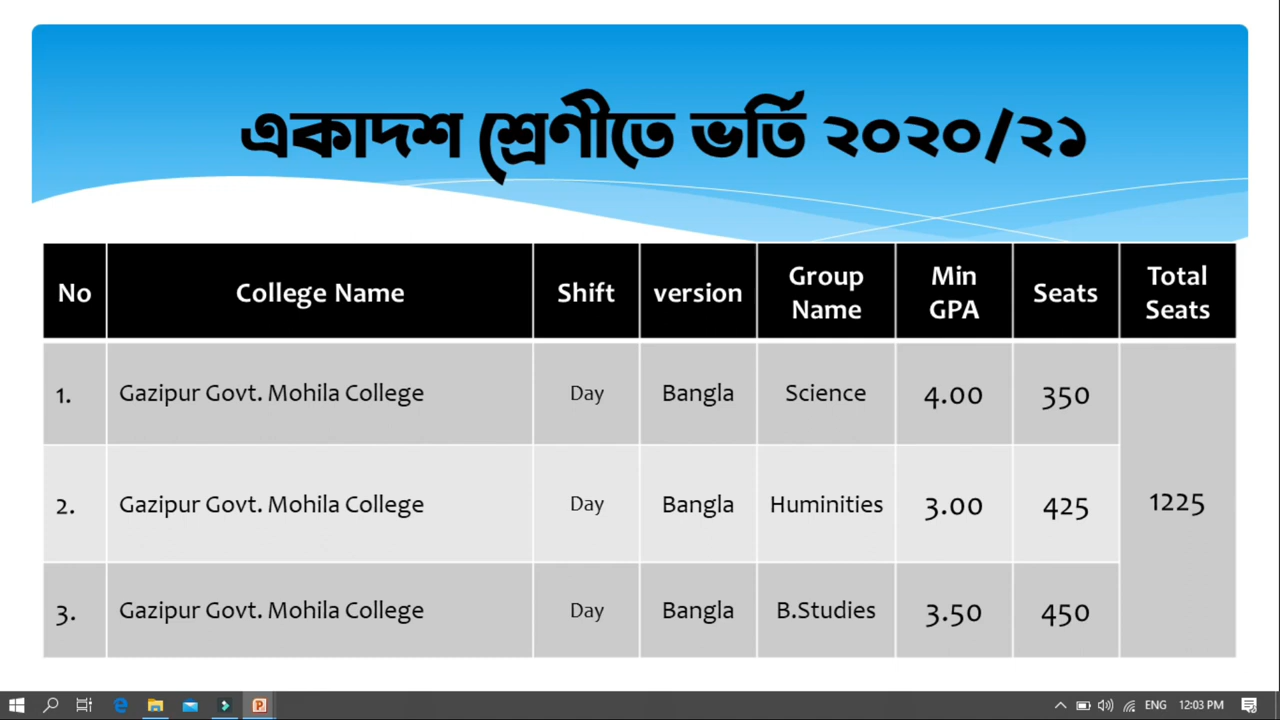 একাদশ শ্রেণীতে ভর্তি ২০২০/২১
No College Name Shift version Group Name Min GPA Seats Total Seats
1. Gazipur Govt. Mohila College Day Bangla Science 4.00 350
2. Gazipur Govt. Mohila College Day Bangla Huminities 3.00 425 1225
3. Gazipur Govt. Mohila College Day Bangla B.Studies 3.50 450
ENG 12:03 PM